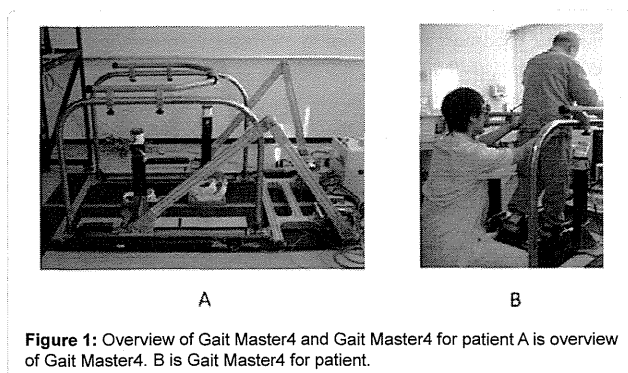 A
B
Figure 1: Overview of Gait Master4 and Gait Master4 for patient A is overview
of Gait Master4. B is Gait Master4 for patient.